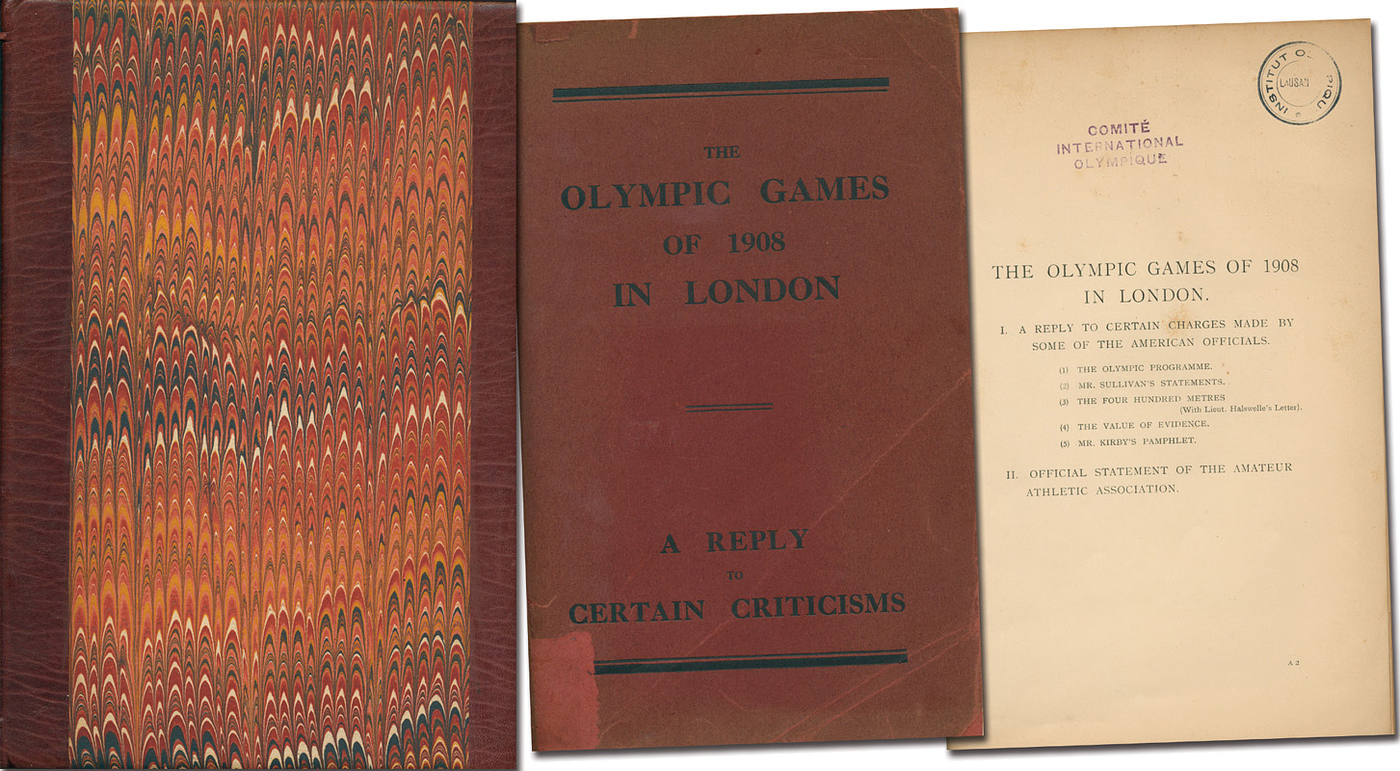 THE
OLYMPIC GAMES
OF 1908
IN LONDON
A REPLY
TO
CERTAIN CRITICISMS
INSTITUT O PIQU
LAUSAN
COMITÉ
INTERNATIONAL
OLYMPIQUE
THE OLYMPIC GAMES OF 1908
IN LONDON.
I. A REPLY TO CERTAIN CHARGES MADE BY
SOME OF THE AMERICAN OFFICIALS.
(1) THE OLYMPIC PROGRAMME.
(2) MR. SULLIVAN'S STATEMENTS.
(3) THE FOUR HUNDRED METRES
(With Lieut. Halswelle's Letter).
(4) THE VALUE OF EVIDENCE.
(5) MR. KIRBY'S PAMPHLET.
II. OFFICIAL STATEMENT OF THE AMATEUR
ATHLETIC ASSOCIATION.
A 2